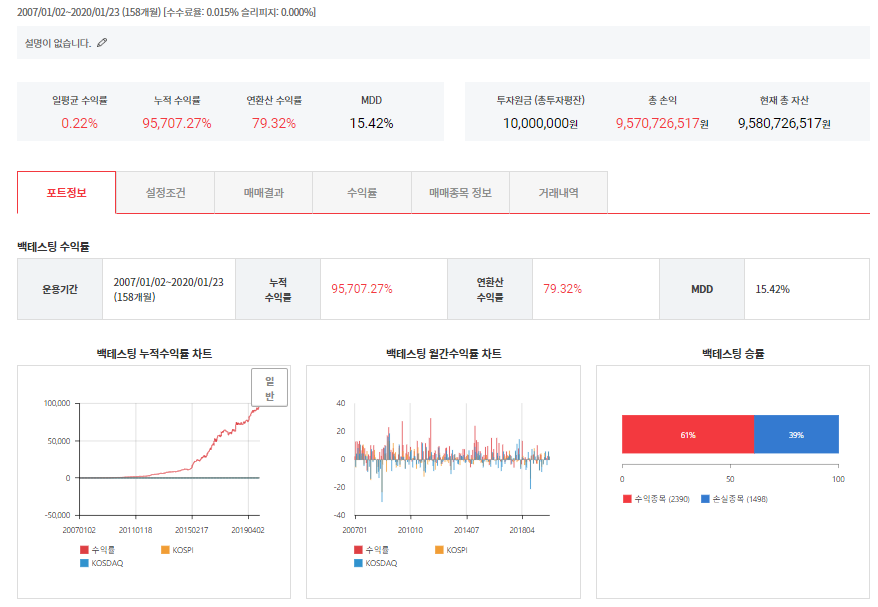 2007/01/02~2020/01/23 (158개월) [수수료율: 0.015% 슬리피지: 0.000%]
설명이 없습니다.
일평균 수익률 누적 수익률 연환산 수익률 MDD 투자원금 (총투자평잔) 총 손익 현재 총 자산
0.22% 95,707.27% 79.32% 15.42% 10,000,000원 9,570,726,517원 9,580,726,517원
포트정보 설정조건 매매결과 수익률 매매종목 정보 거래내역
백테스팅 수익률
운용기간 2007/01/02~2020/01/23 (158개월) 누적 수익률 95,707.27% 연환산 수익률 79.32% MDD 15.42%
백테스팅 누적수익률 차트
일반
100,000
50,000
0
-50,000
20070102 20110118 20150217 20190402
수익률 KOSPI
KOSDAQ
백테스팅 월간수익률 차트
40
20
0
-20
-40
200701 201010 201407 201804
수익률 KOSPI
KOSDAQ
백테스팅 승률
61% 39%
0 50 100
수익종목 (2390) 손실종목 (1498)